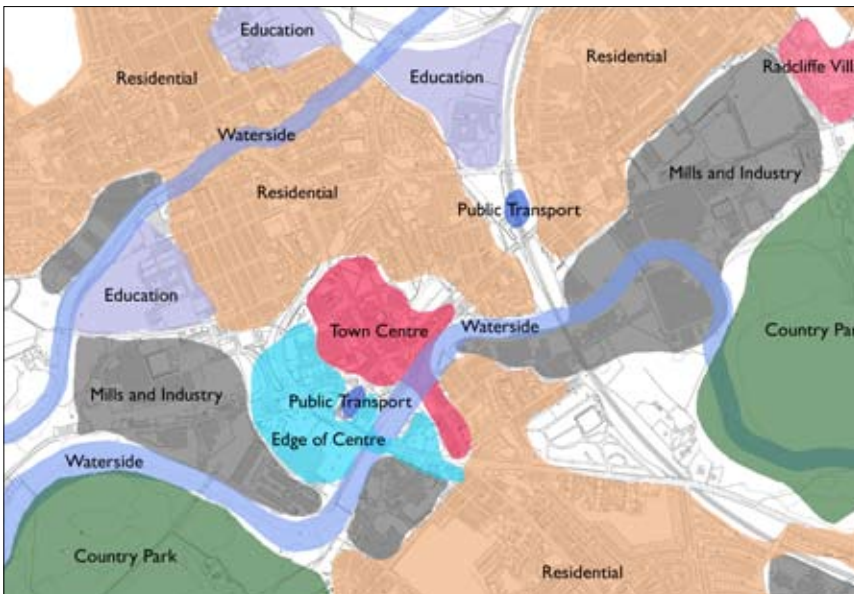 Education
Residential
Residential
Radcliffe Vill
Education
Waterside
Mills and Industry
Residential
Public Transport
Education
Town Centre
Waterside
Country Par
Mills and Industry
Public Transport
Edge of Centre
Waterside
Country Park
Residential